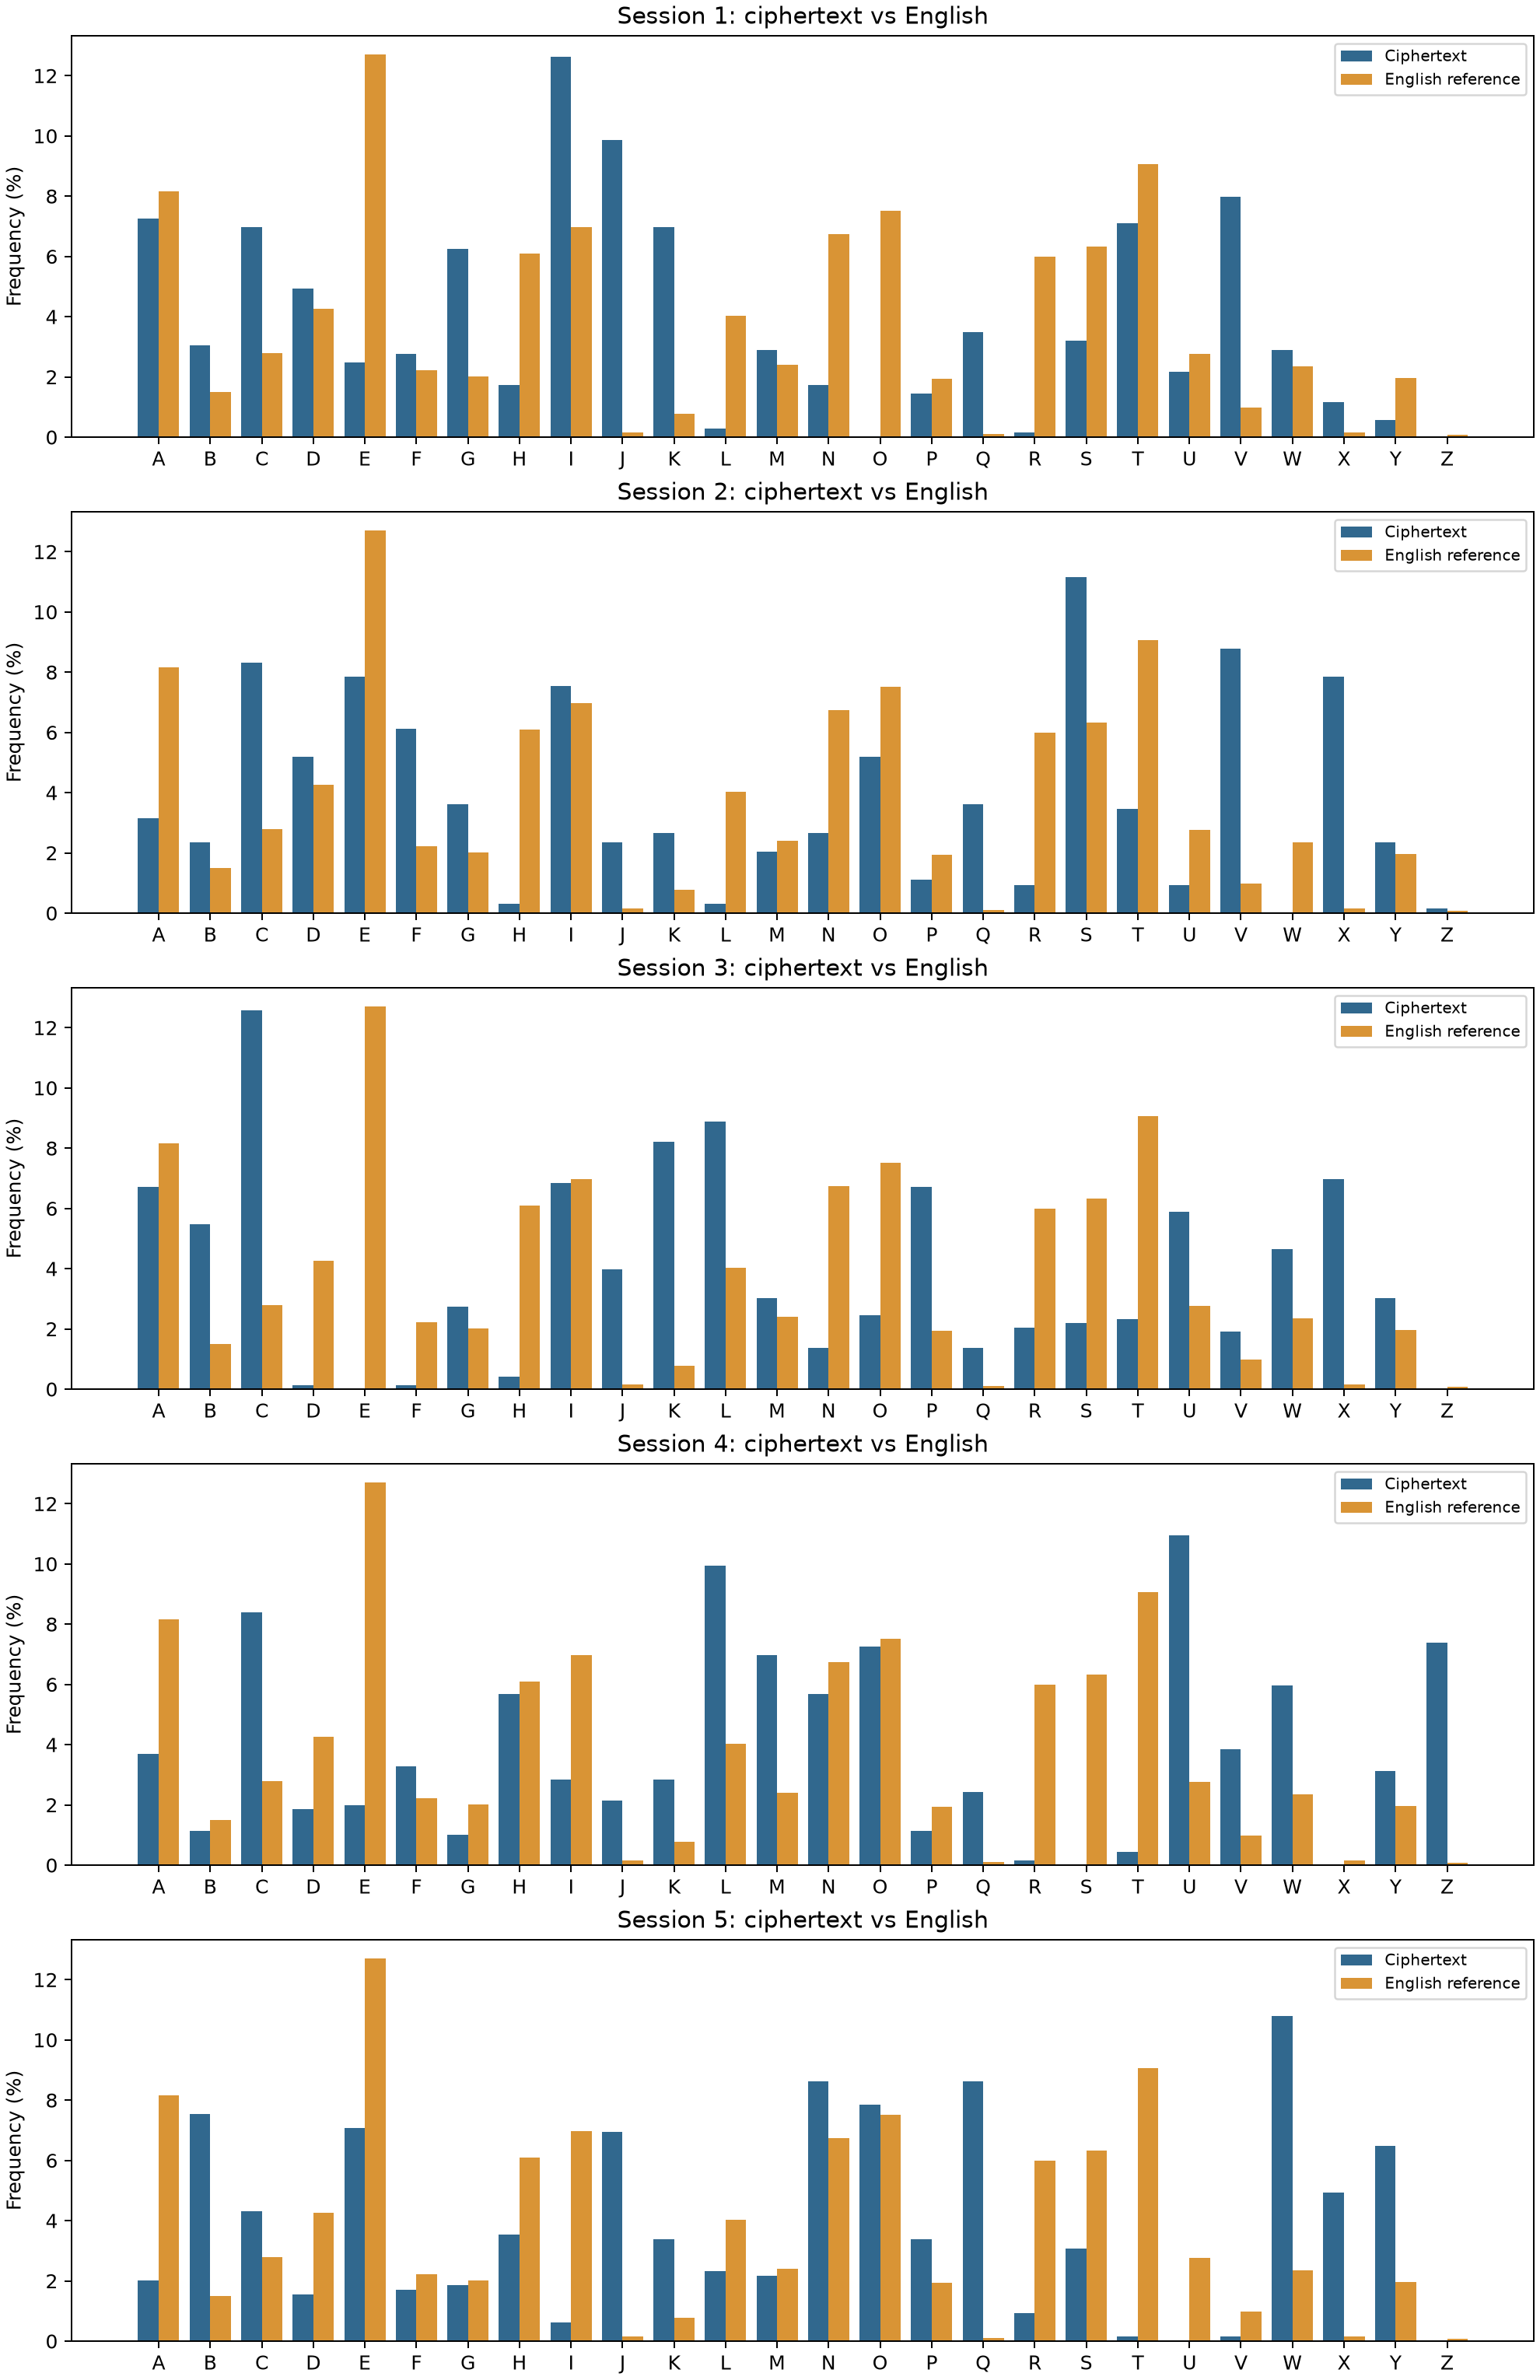 Session 1: ciphertext vs English
Frequency (%)
12
10
8
6
4
2
0
Ciphertext
English reference
A B C D E F G H I J K L M N O P Q R S T U V W X Y Z
Session 2: ciphertext vs English
Frequency (%)
12
10
8
6
4
2
0
Ciphertext
English reference
A B C D E F G H I J K L M N O P Q R S T U V W X Y Z
Session 3: ciphertext vs English
Frequency (%)
12
10
8
6
4
2
0
Ciphertext
English reference
A B C D E F G H I J K L M N O P Q R S T U V W X Y Z
Session 4: ciphertext vs English
Frequency (%)
12
10
8
6
4
2
0
Ciphertext
English reference
A B C D E F G H I J K L M N O P Q R S T U V W X Y Z
Session 5: ciphertext vs English
Frequency (%)
12
10
8
6
4
2
0
Ciphertext
English reference
A B C D E F G H I J K L M N O P Q R S T U V W X Y Z